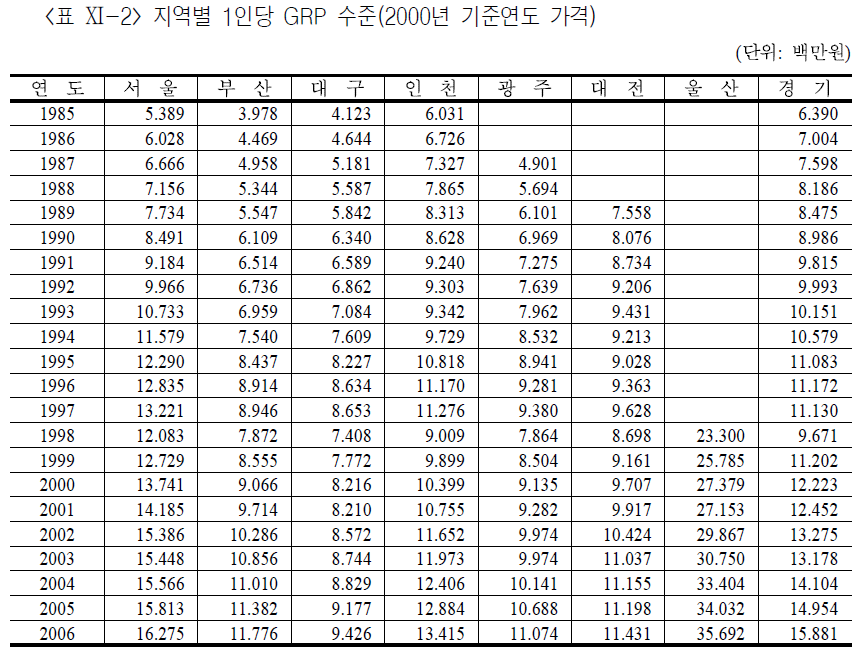 <표 Ⅺ-2> 지역별 1인당 GRP 수준(2000년 기준연도 가격)
(단위: 백만원)
연 도 서 울 부 산 대 구 인 천 광 주 대 전 울 산 경 기
1985 5.389 3.978 4.123 6.031 6.390
1986 6.028 4.469 4.644 6.726 7.004
1987 6.666 4.958 5.181 7.327 4.901 7.598
1988 7.156 5.344 5.587 7.865 5.694 8.186
1989 7.734 5.547 5.842 8.313 6.101 7.558 8.475
1990 8.491 6.109 6.340 8.628 6.969 8.076 8.986
1991 9.184 6.514 6.589 9.240 7.275 8.734 9.815
1992 9.966 6.736 6.862 9.303 7.639 9.206 9.993
1993 10.733 6.959 7.084 9.342 7.962 9.431 10.151
1994 11.579 7.540 7.609 9.729 8.532 9.213 10.579
1995 12.290 8.437 8.227 10.818 8.941 9.028 11.083
1996 12.835 8.914 8.634 11.170 9.281 9.363 11.172
1997 13.221 8.946 8.653 11.276 9.380 9.628 11.130
1998 12.083 7.872 7.408 9.009 7.864 8.698 23.300 9.671
1999 12.729 8.555 7.772 9.899 8.504 9.161 25.785 11.202
2000 13.741 9.066 8.216 10.399 9.135 9.707 27.379 12.223
2001 14.185 9.714 8.210 10.755 9.282 9.917 27.153 12.452
2002 15.386 10.286 8.572 11.652 9.974 10.424 29.867 13.275
2003 15.448 10.856 8.744 11.973 9.974 11.037 30.750 13.178
2004 15.566 11.010 8.829 12.406 10.141 11.155 33.404 14.104
2005 15.813 11.382 9.177 12.884 10.688 11.198 34.032 14.954
2006 16.275 11.776 9.426 13.415 11.074 11.431 35.692 15.881